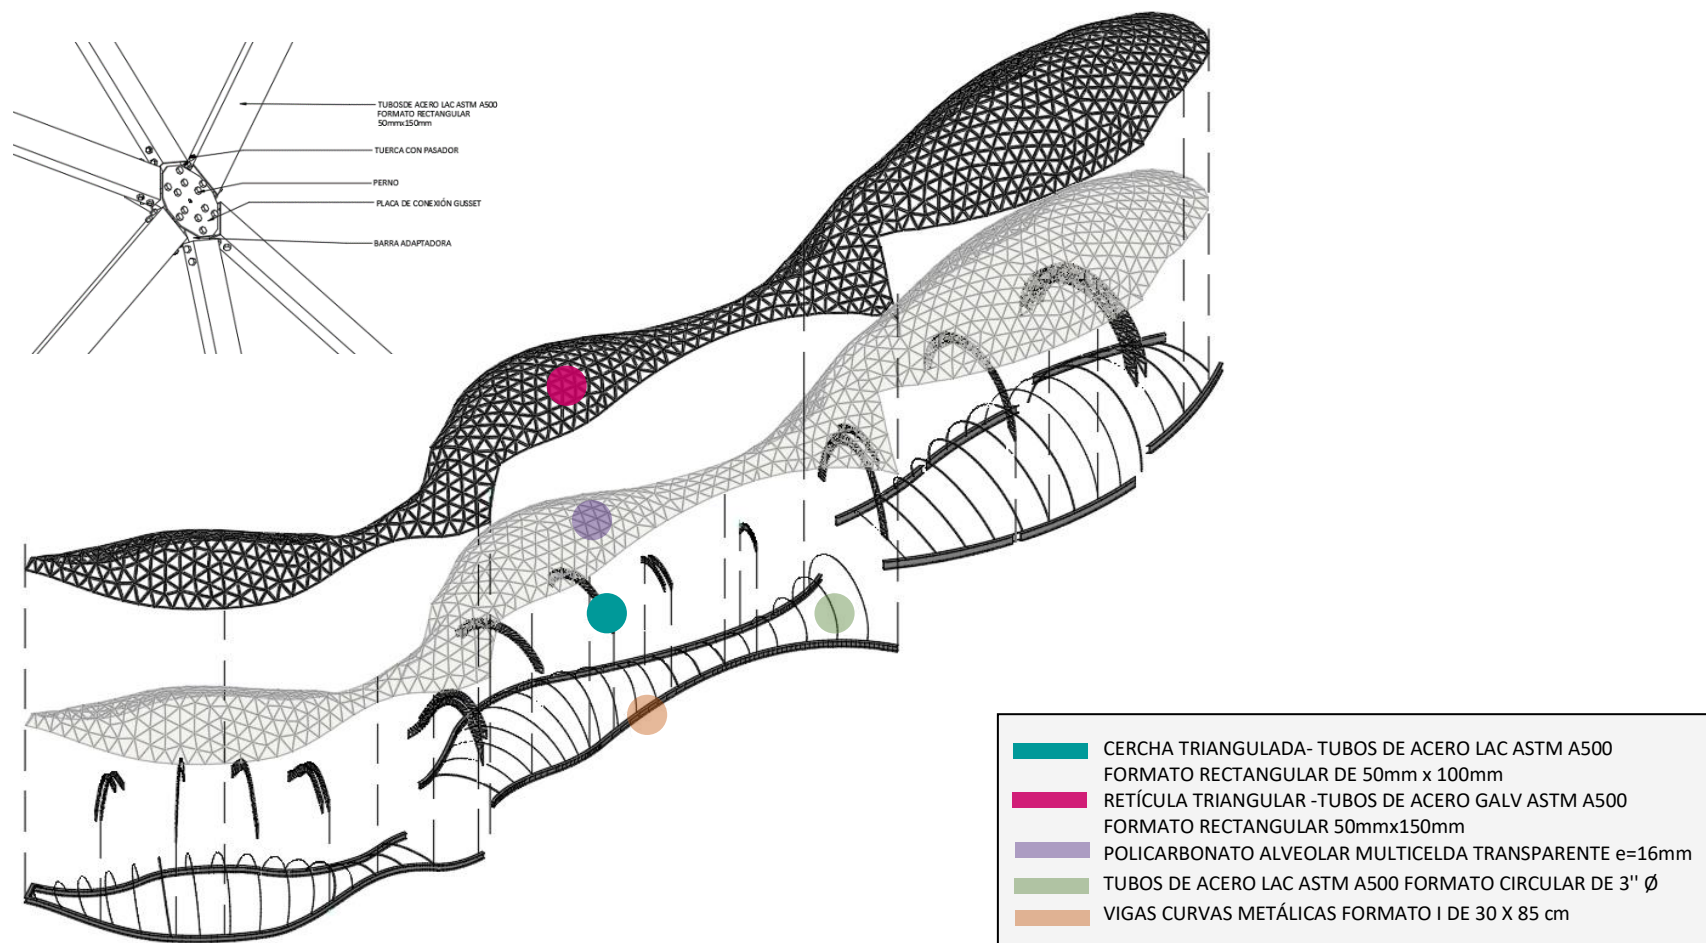 TUBOSDE ACERO LAC ASTM A500
FORMATO RECTANGULAR
50mmx150mm
TUERCA CON PASADOR
PERNO
PLACA DE CONEXIÓN GUSSET
BARRA ADAPTADORA
CERCHA TRIANGULADA- TUBOS DE ACERO LAC ASTM A500
FORMATO RECTANGULAR DE 50mm x 100mm
RETÍCULA TRIANGULAR -TUBOS DE ACERO GALV ASTM A500
FORMATO RECTANGULAR 50mmx150mm
POLICARBONATO ALVEOLAR MULTICELDA TRANSPARENTE e=16mm
TUBOS DE ACERO LAC ASTM A500 FORMATO CIRCULAR DE 3'' Ø
VIGAS CURVAS METÁLICAS FORMATO I DE 30 X 85 cm